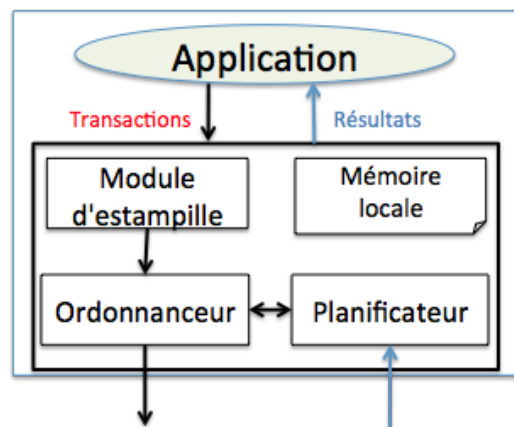 Application
Transactions
Résultats
Module
d'estampille
Mémoire
locale
Ordonnanceur
Planificateur